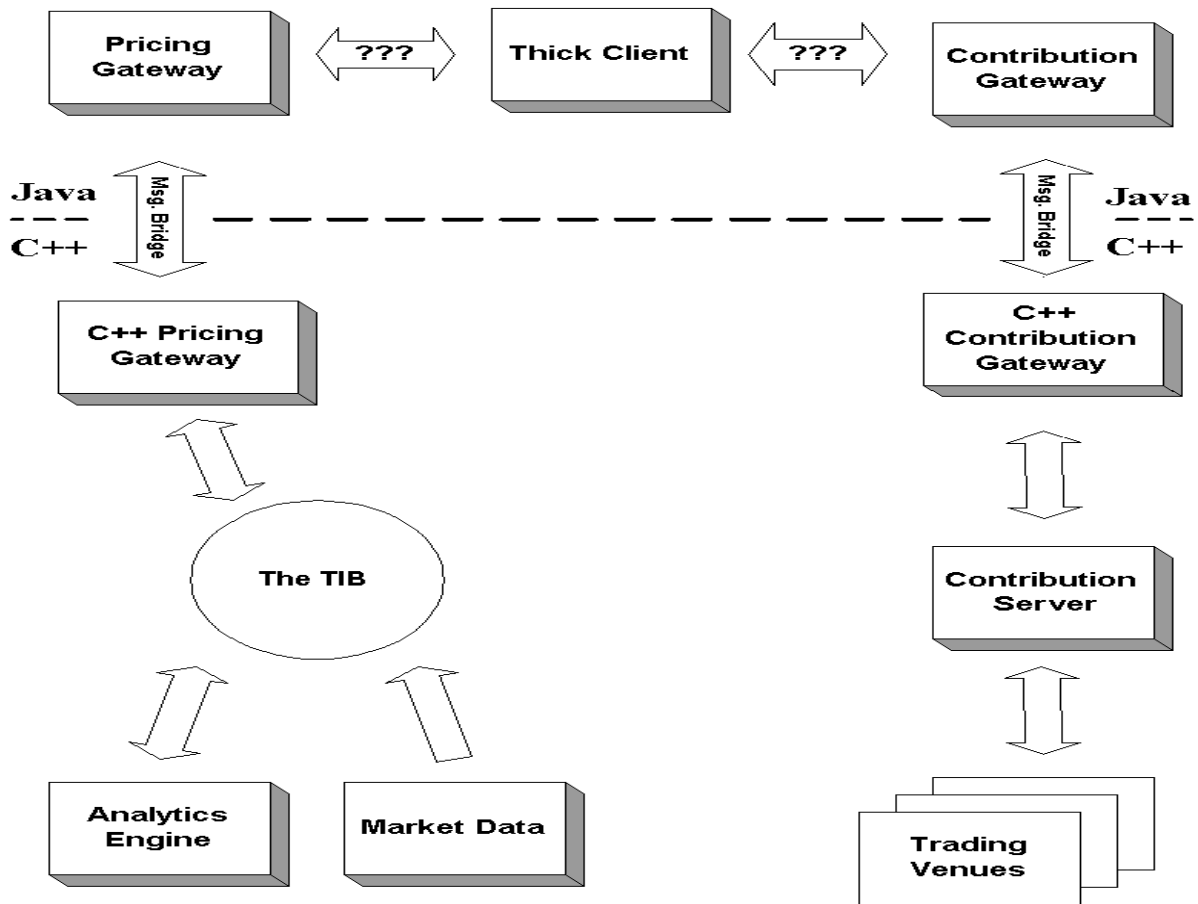 Pricing
Gateway
???
Thick Client
???
Contribution
Gateway
Java
C++
Msg. Bridge
Msg. Bridge
Java
C++
C++ Pricing
Gateway
C++
Contribution
Gateway
The TIB
Contribution
Server
Analytics
Engine
Market Data
Trading
Venues